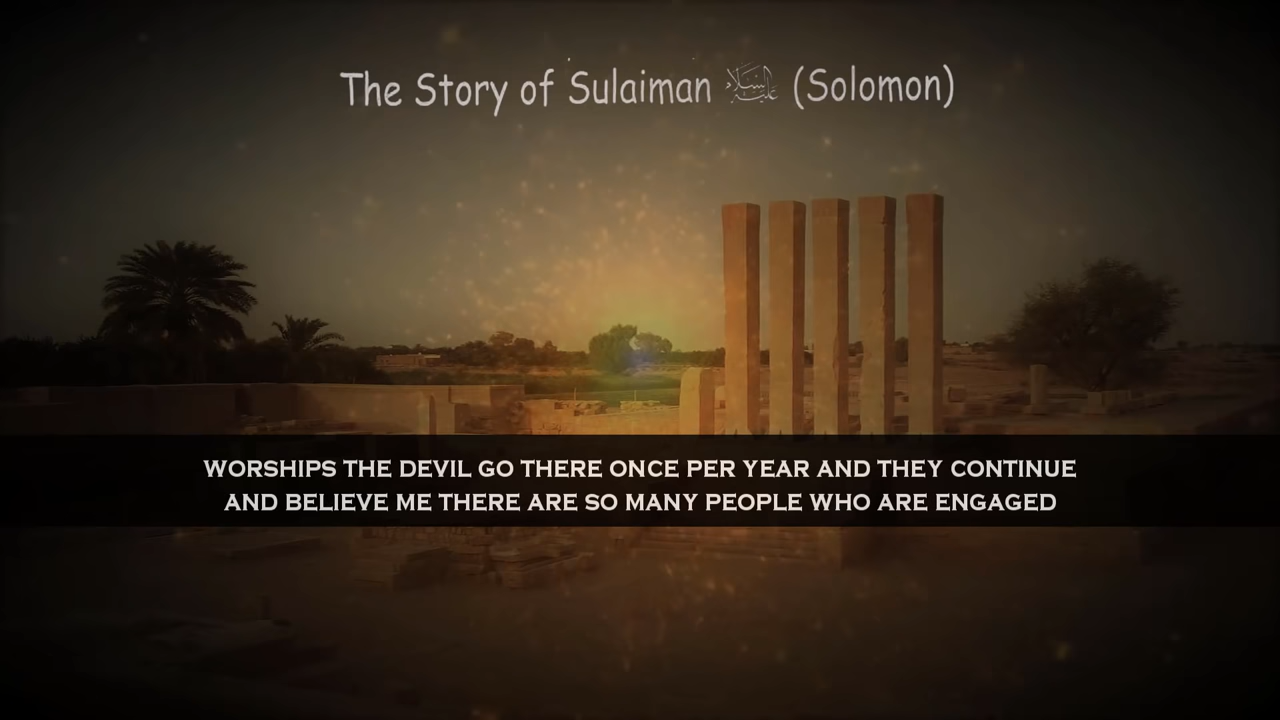 The Story of Sulaiman عليه السلام (Solomon)
WORSHIPS THE DEVIL GO THERE ONCE PER YEAR AND THEY CONTINUE
AND BELIEVE ME THERE ARE SO MANY PEOPLE WHO ARE ENGAGED